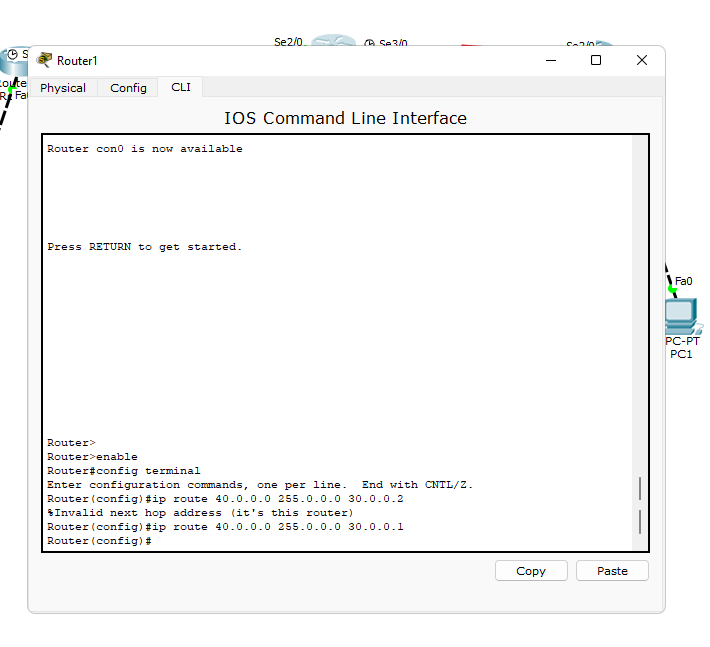 Se2/0
Se3/0
Router1
Physical
Config
CLI
IOS Command Line Interface
Router con0 is now available
Press RETURN to get started.
Router>
Router>enable
Router#config terminal
Enter configuration commands, one per line.  End with CNTL/Z.
Router(config)#ip route 40.0.0.0 255.0.0.0 30.0.0.2
%Invalid next hop address (it's this router)
Router(config)#ip route 40.0.0.0 255.0.0.0 30.0.0.1
Router(config)#
Copy
Paste
Fa0
PC-PT
PC1